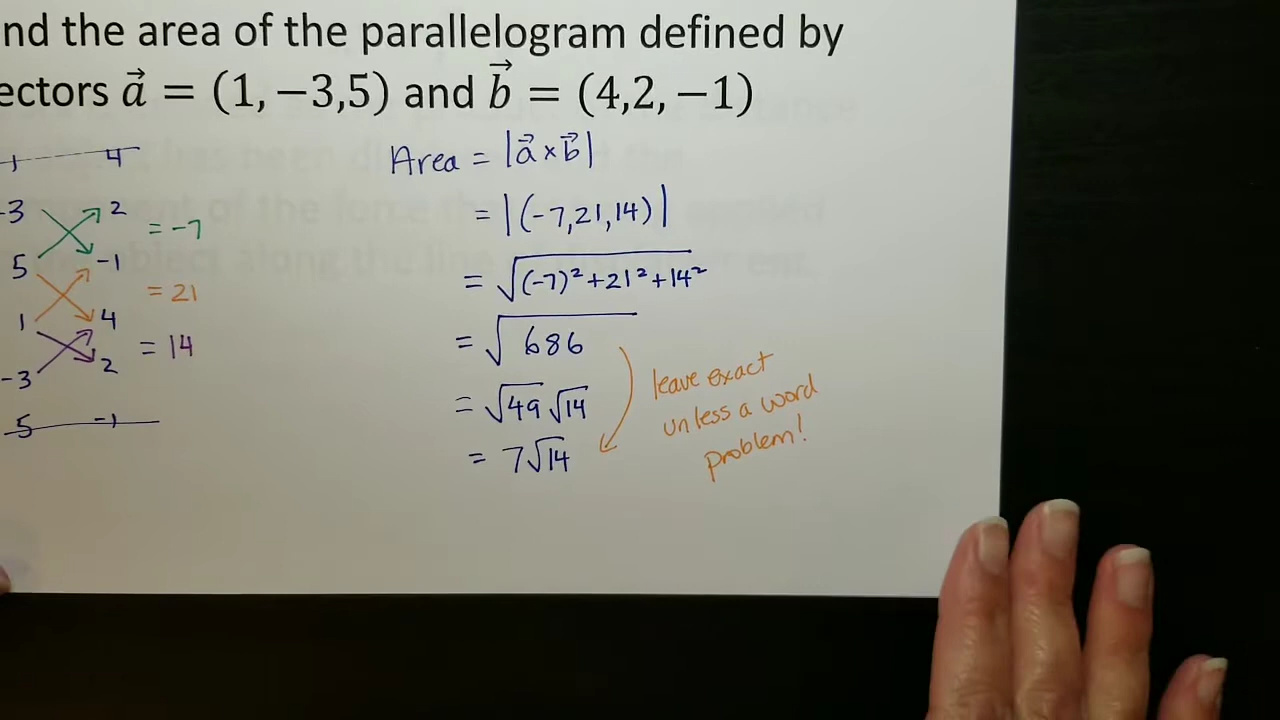 nd the area of the parallelogram defined by
ectors a⃗ = (1, −3,5) and b⃗ = (4,2, −1)
1 4
-3 2 = -7
5 -1
= 21
1 4
= 14
-3 2
5 -1
Area = |a⃗ × b⃗|
= |(-7,21,14)|
= √((-7)²+21²+14²)
= √686
= √49 √14
= 7√14
leave exact
unless a word
problem!